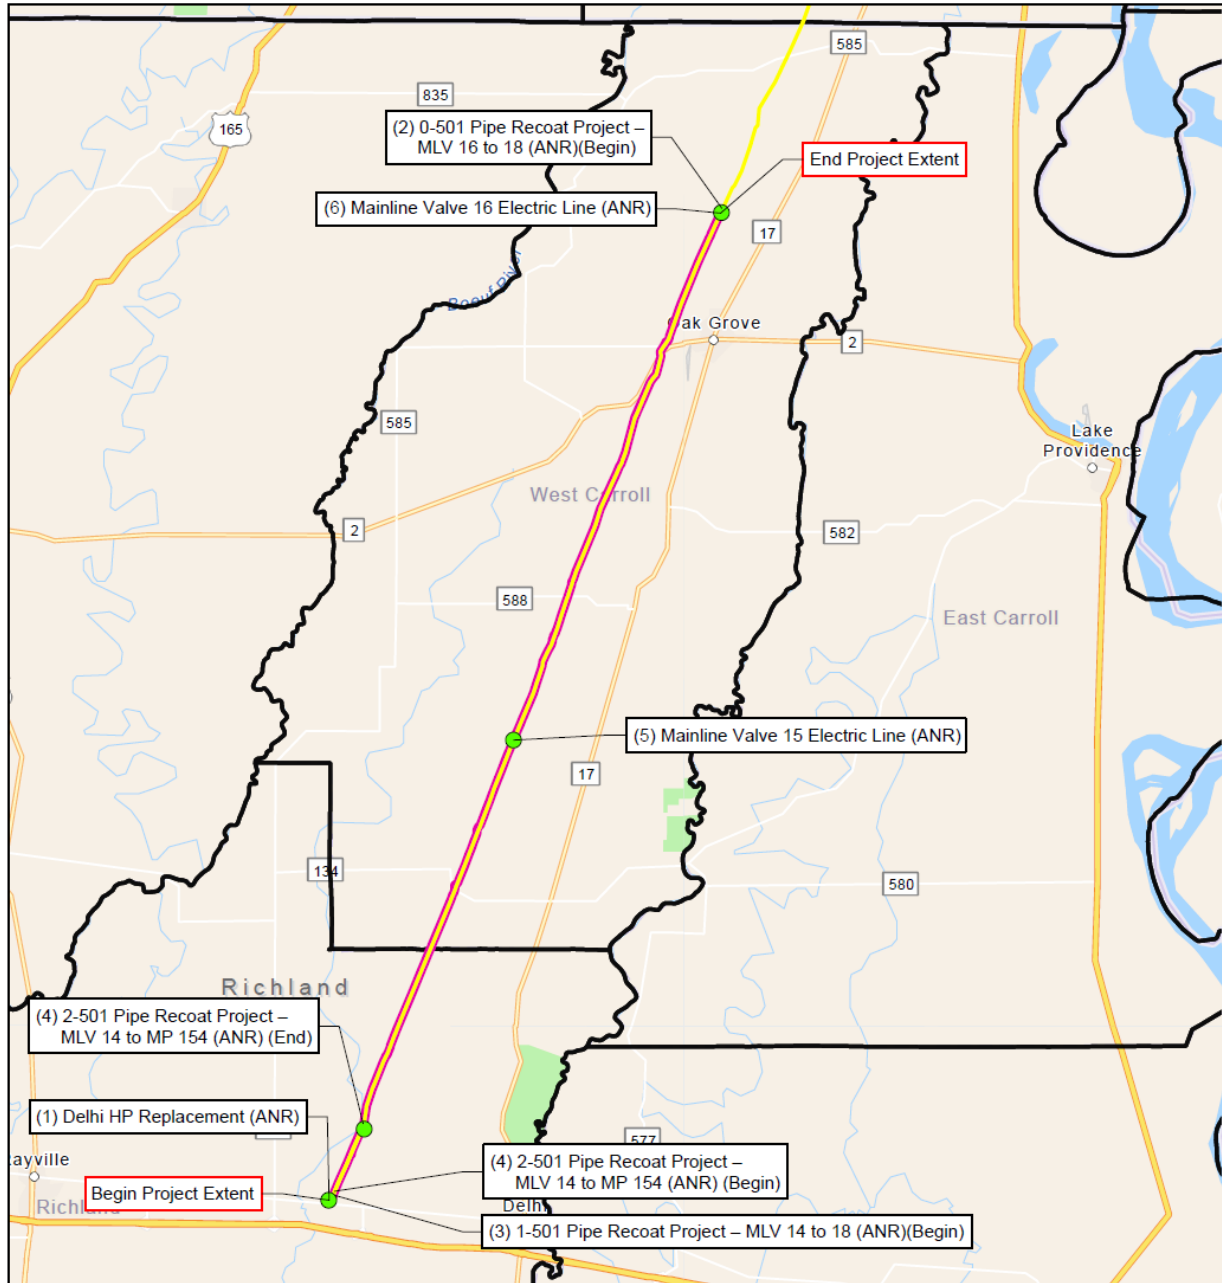 585
835
165
(2) 0-501 Pipe Recoat Project –
MLV 16 to 18 (ANR)(Begin)
End Project Extent
(6) Mainline Valve 16 Electric Line (ANR)
17
Boeuf River
Oak Grove
2
585
Lake
Providence
West Carroll
2
582
588
East Carroll
(5) Mainline Valve 15 Electric Line (ANR)
17
134
580
Richland
(4) 2-501 Pipe Recoat Project –
MLV 14 to MP 154 (ANR) (End)
(1) Delhi HP Replacement (ANR)
577
Rayville
(4) 2-501 Pipe Recoat Project –
MLV 14 to MP 154 (ANR) (Begin)
Begin Project Extent
Richland
Delhi
(3) 1-501 Pipe Recoat Project – MLV 14 to 18 (ANR)(Begin)